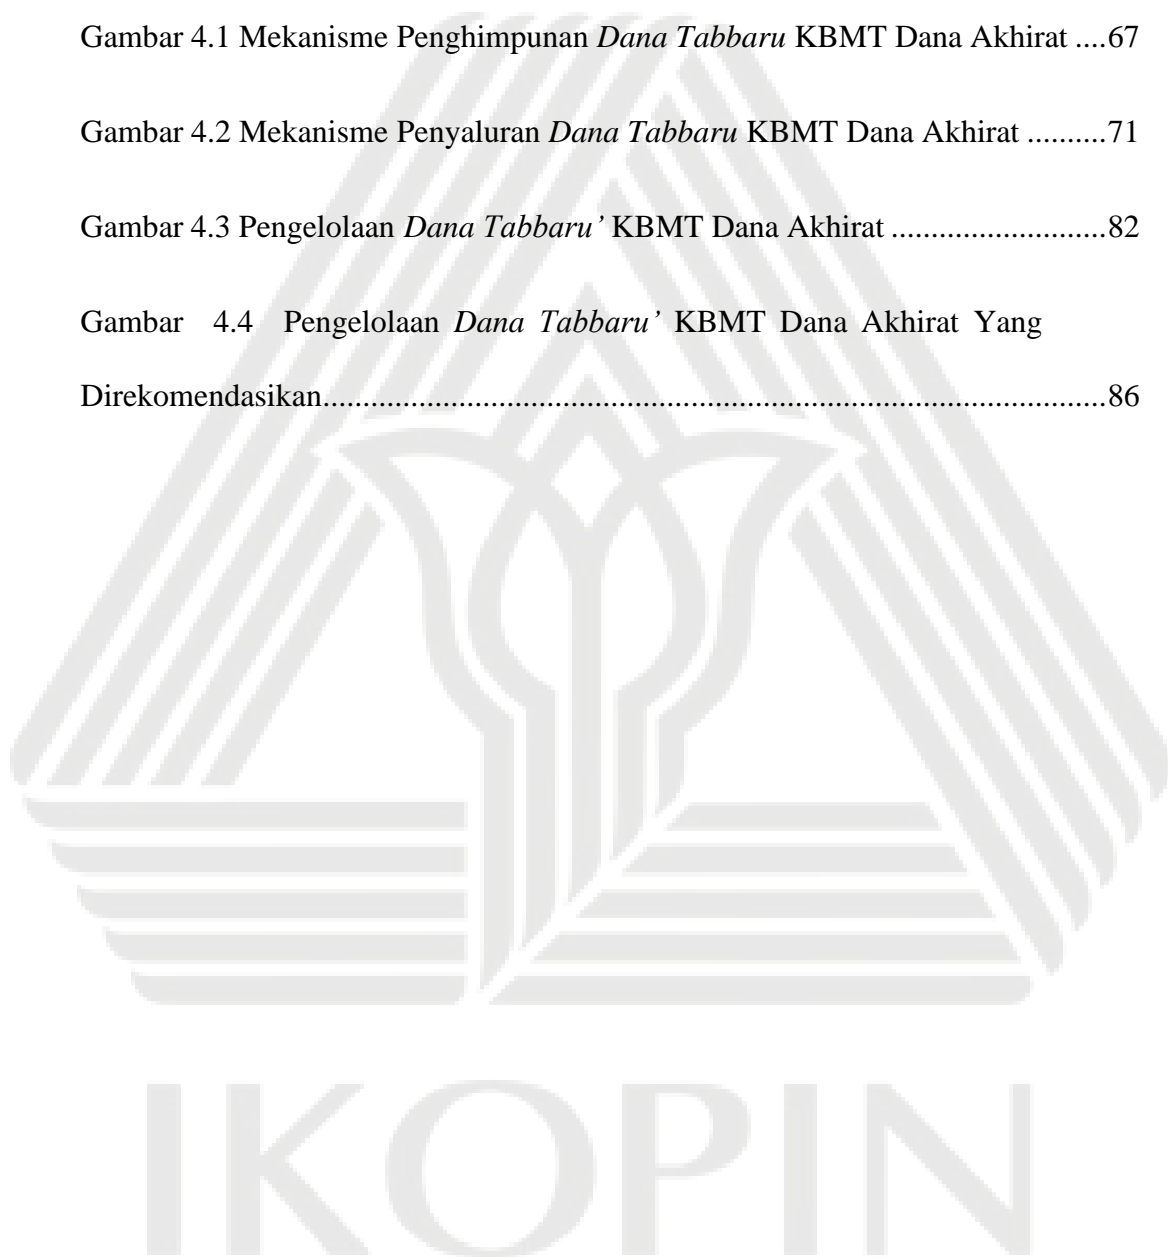 Gambar 4.1 Mekanisme Penghimpunan Dana Tabbaru KBMT Dana Akhirat ....67
Gambar 4.2 Mekanisme Penyaluran Dana Tabbaru KBMT Dana Akhirat ..........71
Gambar 4.3 Pengelolaan Dana Tabbaru’ KBMT Dana Akhirat ...........................82
Gambar 4.4 Pengelolaan Dana Tabbaru’ KBMT Dana Akhirat Yang
Direkomendasikan..................................................................................................86
IKOPIN